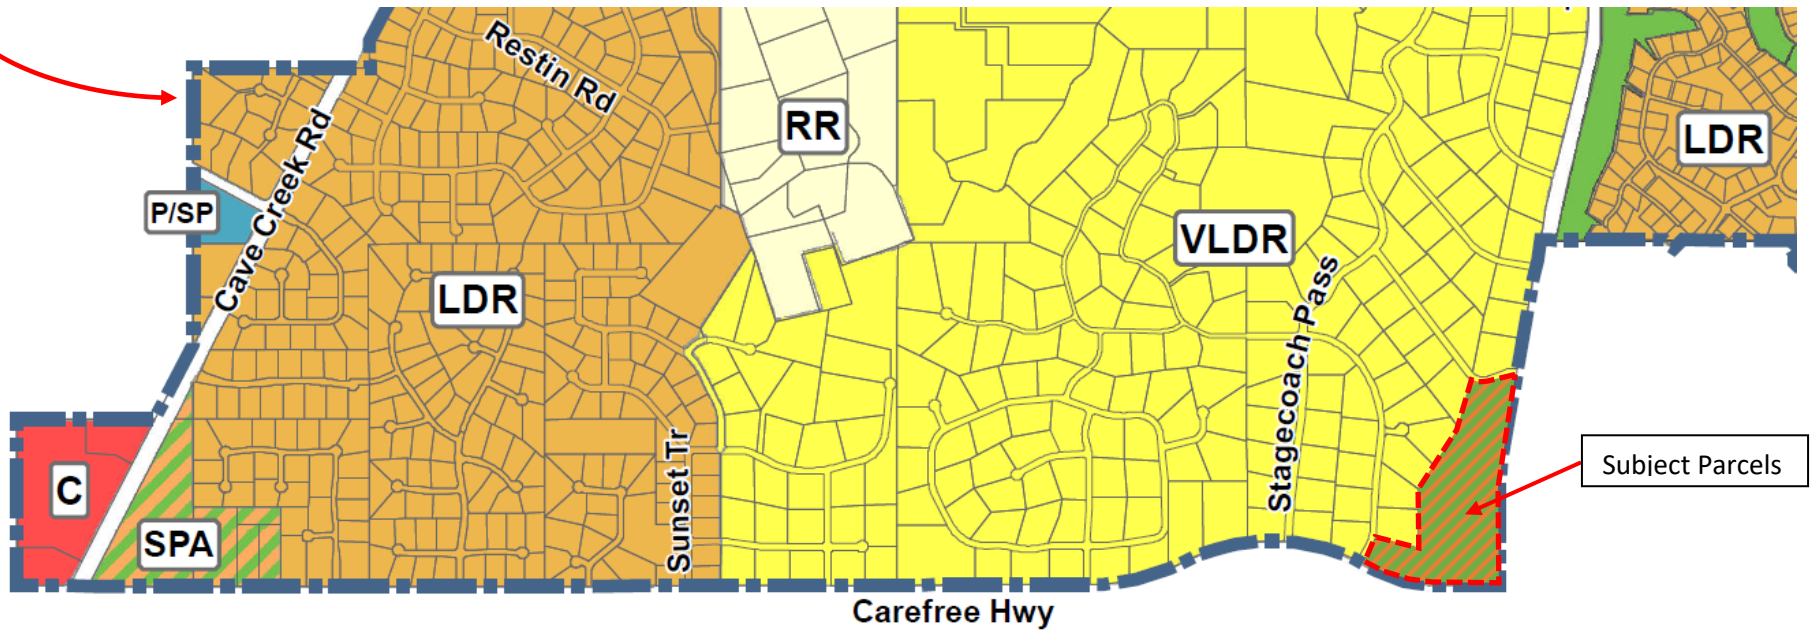 Restin Rd
RR
LDR
P/SP
Cave Creek Rd
VLDR
LDR
Stagecoach Pass
Sunset Tr
Subject Parcels
C
SPA
Carefree Hwy